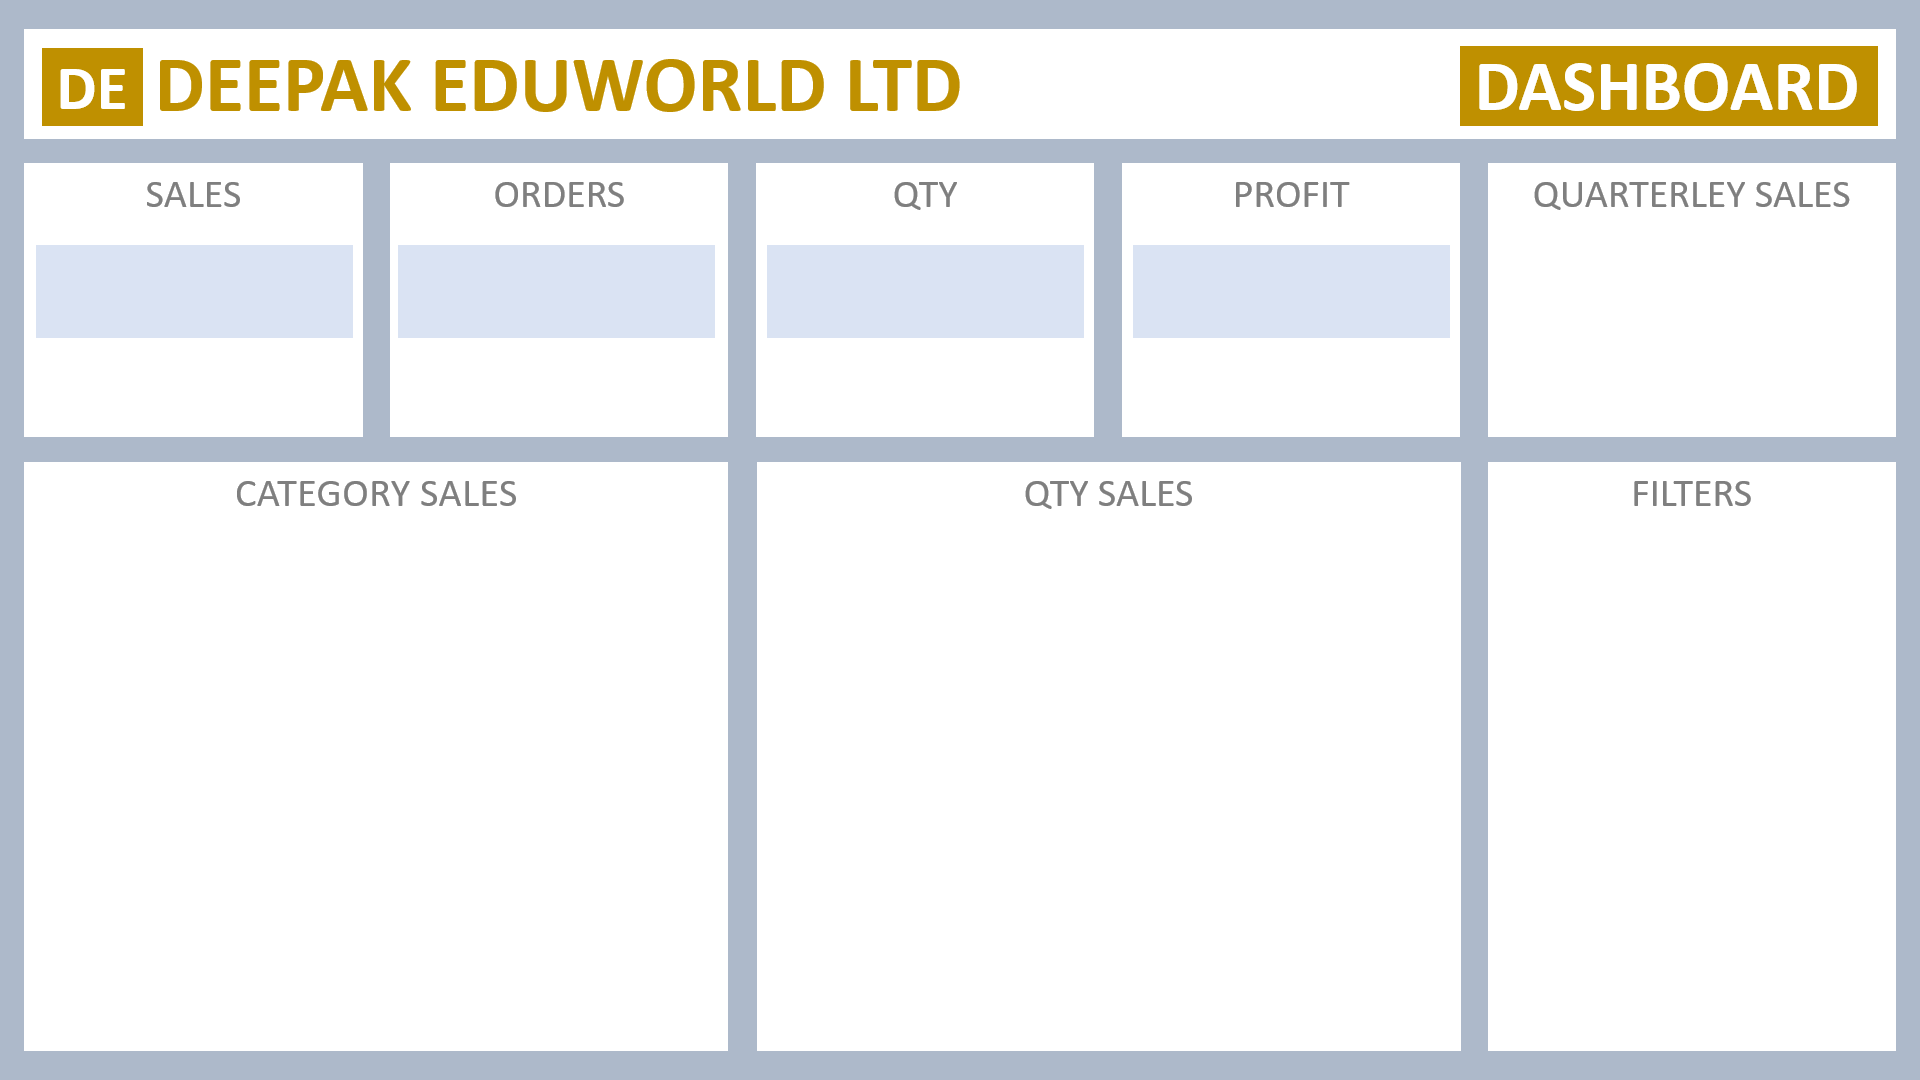 DE DEEPAK EDUWORLD LTD
DASHBOARD
SALES
ORDERS
QTY
PROFIT
QUARTERLEY SALES
CATEGORY SALES
QTY SALES
FILTERS